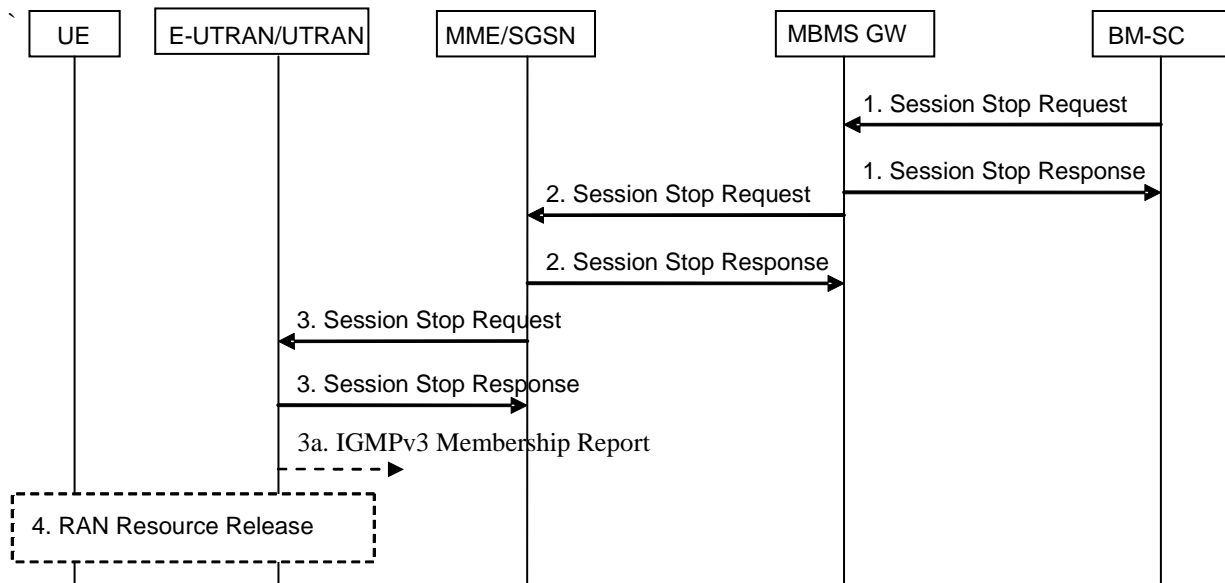 `
UE
E-UTRAN/UTRAN
MME/SGSN
MBMS GW
BM-SC
1. Session Stop Request
1. Session Stop Response
2. Session Stop Request
2. Session Stop Response
3. Session Stop Request
3. Session Stop Response
3a. IGMPv3 Membership Report
4. RAN Resource Release